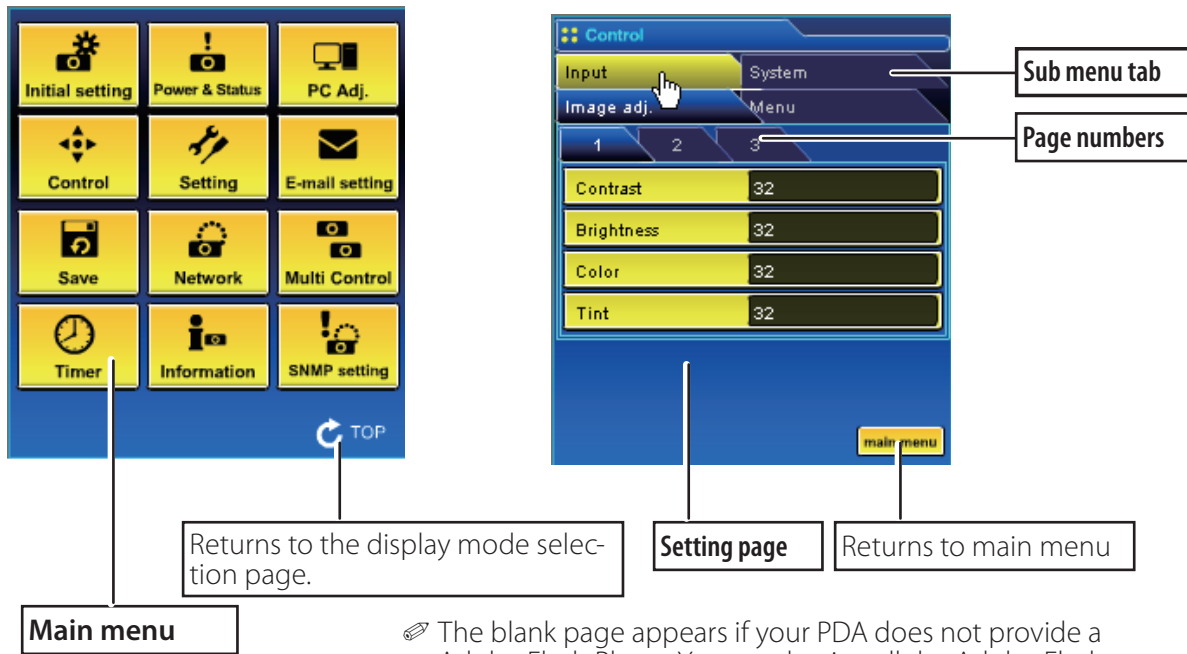 Initial setting
Power & Status
PC Adj.
Control
Setting
E-mail setting
Save
Network
Multi Control
Timer
Information
SNMP setting
TOP
Control
Input
System
Image adj.
Menu
1 2 3
Contrast 32
Brightness 32
Color 32
Tint 32
main menu
Sub menu tab
Page numbers
Returns to the display mode selec-
tion page.
Setting page
Returns to main menu
Main menu
The blank page appears if your PDA does not provide a